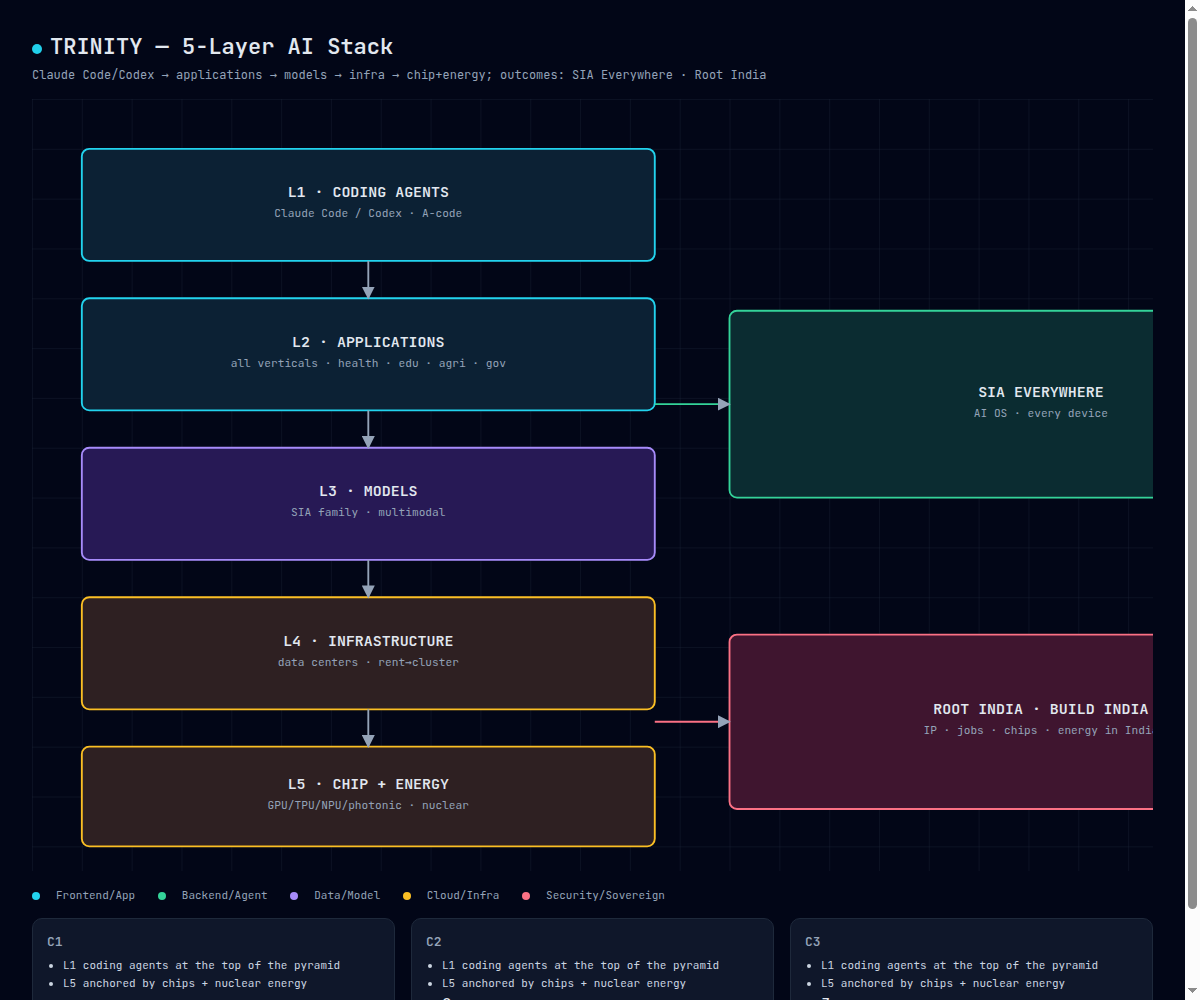 TRINITY — 5-Layer AI Stack
Claude Code/Codex → applications → models → infra → chip+energy; outcomes: SIA Everywhere · Root India
L1 · CODING AGENTS
Claude Code / Codex · A-code
L2 · APPLICATIONS
all verticals · health · edu · agri · gov
SIA EVERYWHERE
AI OS · every device
L3 · MODELS
SIA family · multimodal
L4 · INFRASTRUCTURE
data centers · rent→cluster
ROOT INDIA · BUILD INDIA
IP · jobs · chips · energy in
L5 · CHIP + ENERGY
GPU/TPU/NPU/photonic · nuclear
Frontend/App
Backend/Agent
Data/Model
Cloud/Infra
Security/Sovereign
C1
L1 coding agents at the top of the pyramid
L5 anchored by chips + nuclear energy
C2
L1 coding agents at the top of the pyramid
L5 anchored by chips + nuclear energy
C3
L1 coding agents at the top of the pyramid
L5 anchored by chips + nuclear energy